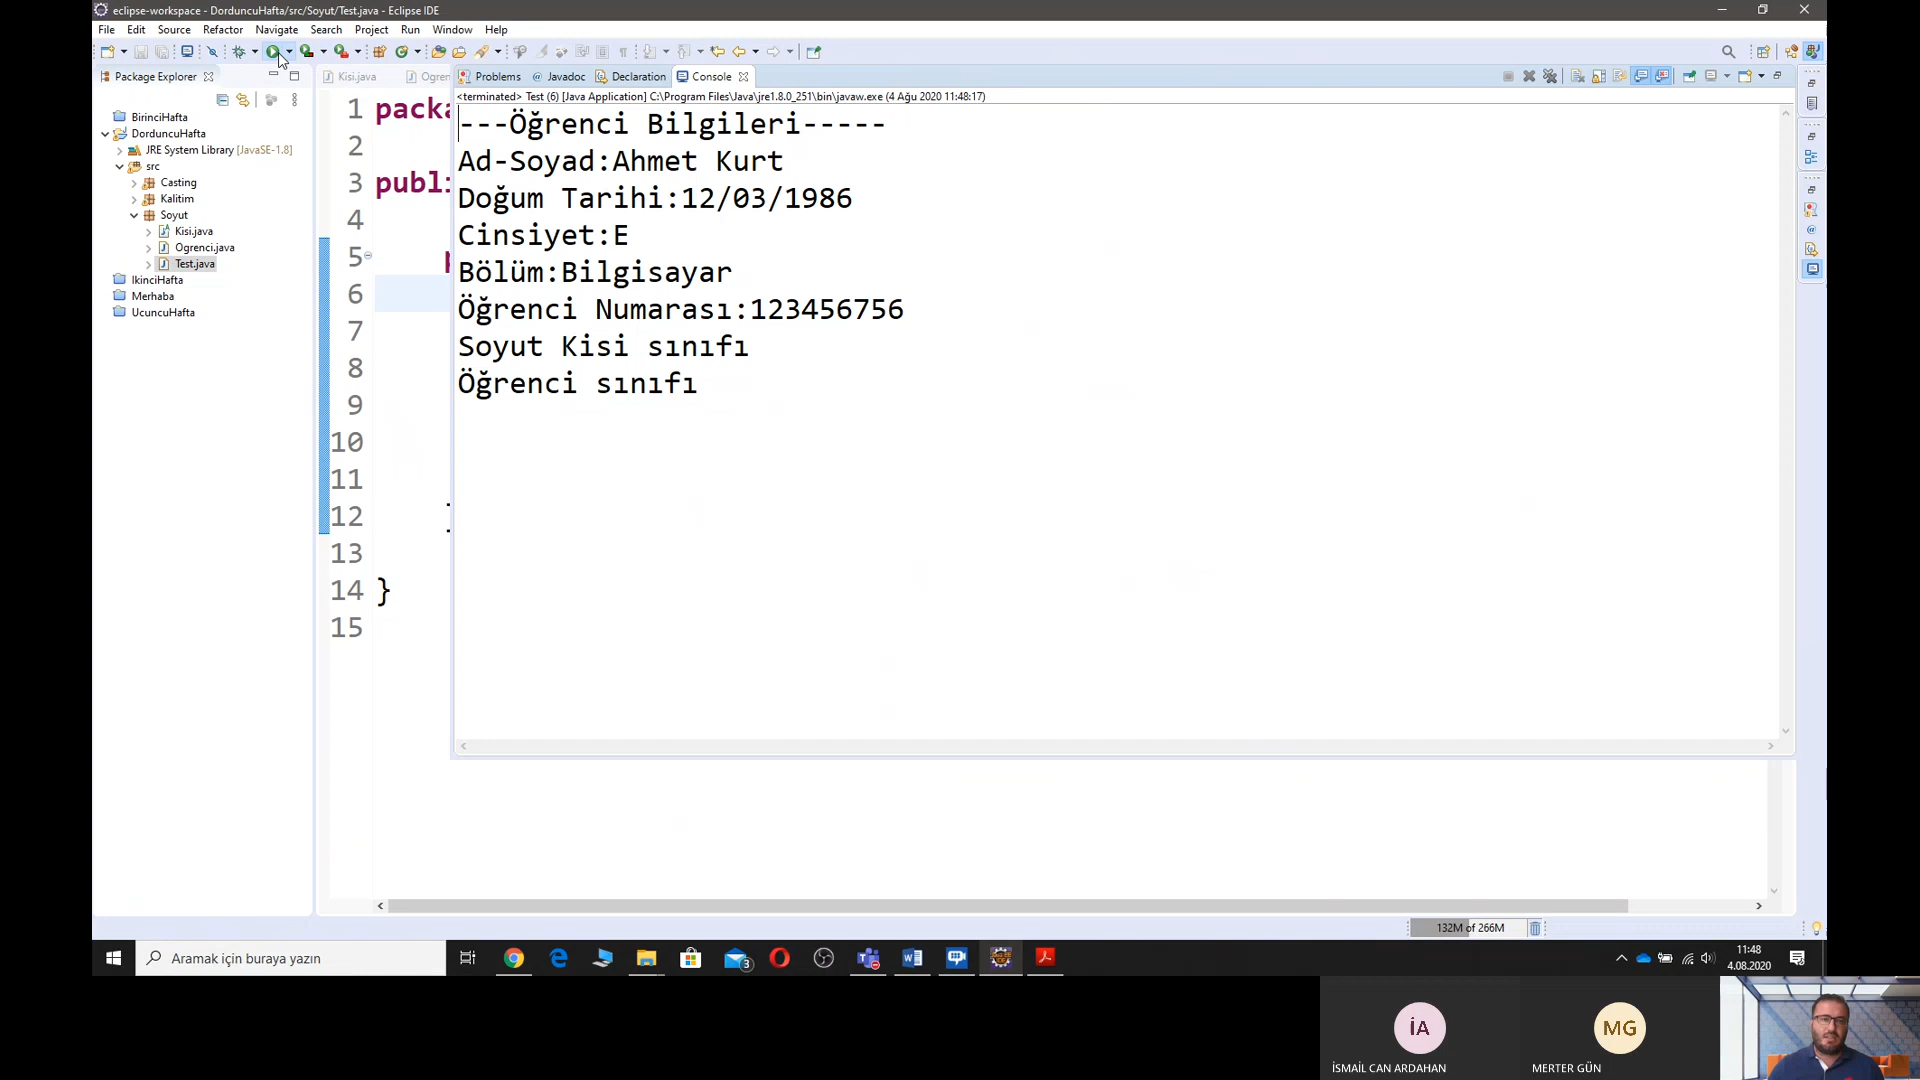 eclipse-workspace - DorduncuHafta/src/Soyut/Test.java - Eclipse IDE
File Edit Source Refactor Navigate Search Project Run Window Help
Package Explorer
BirinciHafta
DorduncuHafta
JRE System Library [JavaSE-1.8]
src
Casting
Kalitim
Soyut
Kisi.java
Ogrenci.java
Test.java
IkinciHafta
Merhaba
UcuncuHafta
Kisi.java Ogren Problems Javadoc Declaration Console
<terminated> Test (6) [Java Application] C:\Program Files\Java\jre1.8.0_251\bin\javaw.exe (4 Ağu 2020 11:48:17)
1 pack
2
3 publi
4
5
6
7
8
9
10
11
12
13
14 }
15
---Öğrenci Bilgileri-----
Ad-Soyad:Ahmet Kurt
Doğum Tarihi:12/03/1986
Cinsiyet:E
Bölüm:Bilgisayar
Öğrenci Numarası:123456756
Soyut Kisi sınıfı
Öğrenci sınıfı
132M of 266M
Aramak için buraya yazın
3
11:48
4.08.2020
İA
İSMAİL CAN ARDAHAN
MG
MERTER GÜN